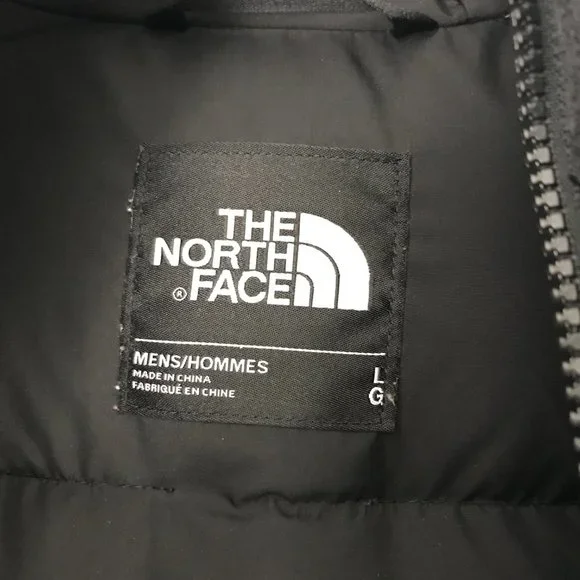 THE
NORTH
® FACE
MENS/HOMMES
MADE IN CHINA
FABRIQUÉ EN CHINE
L
G